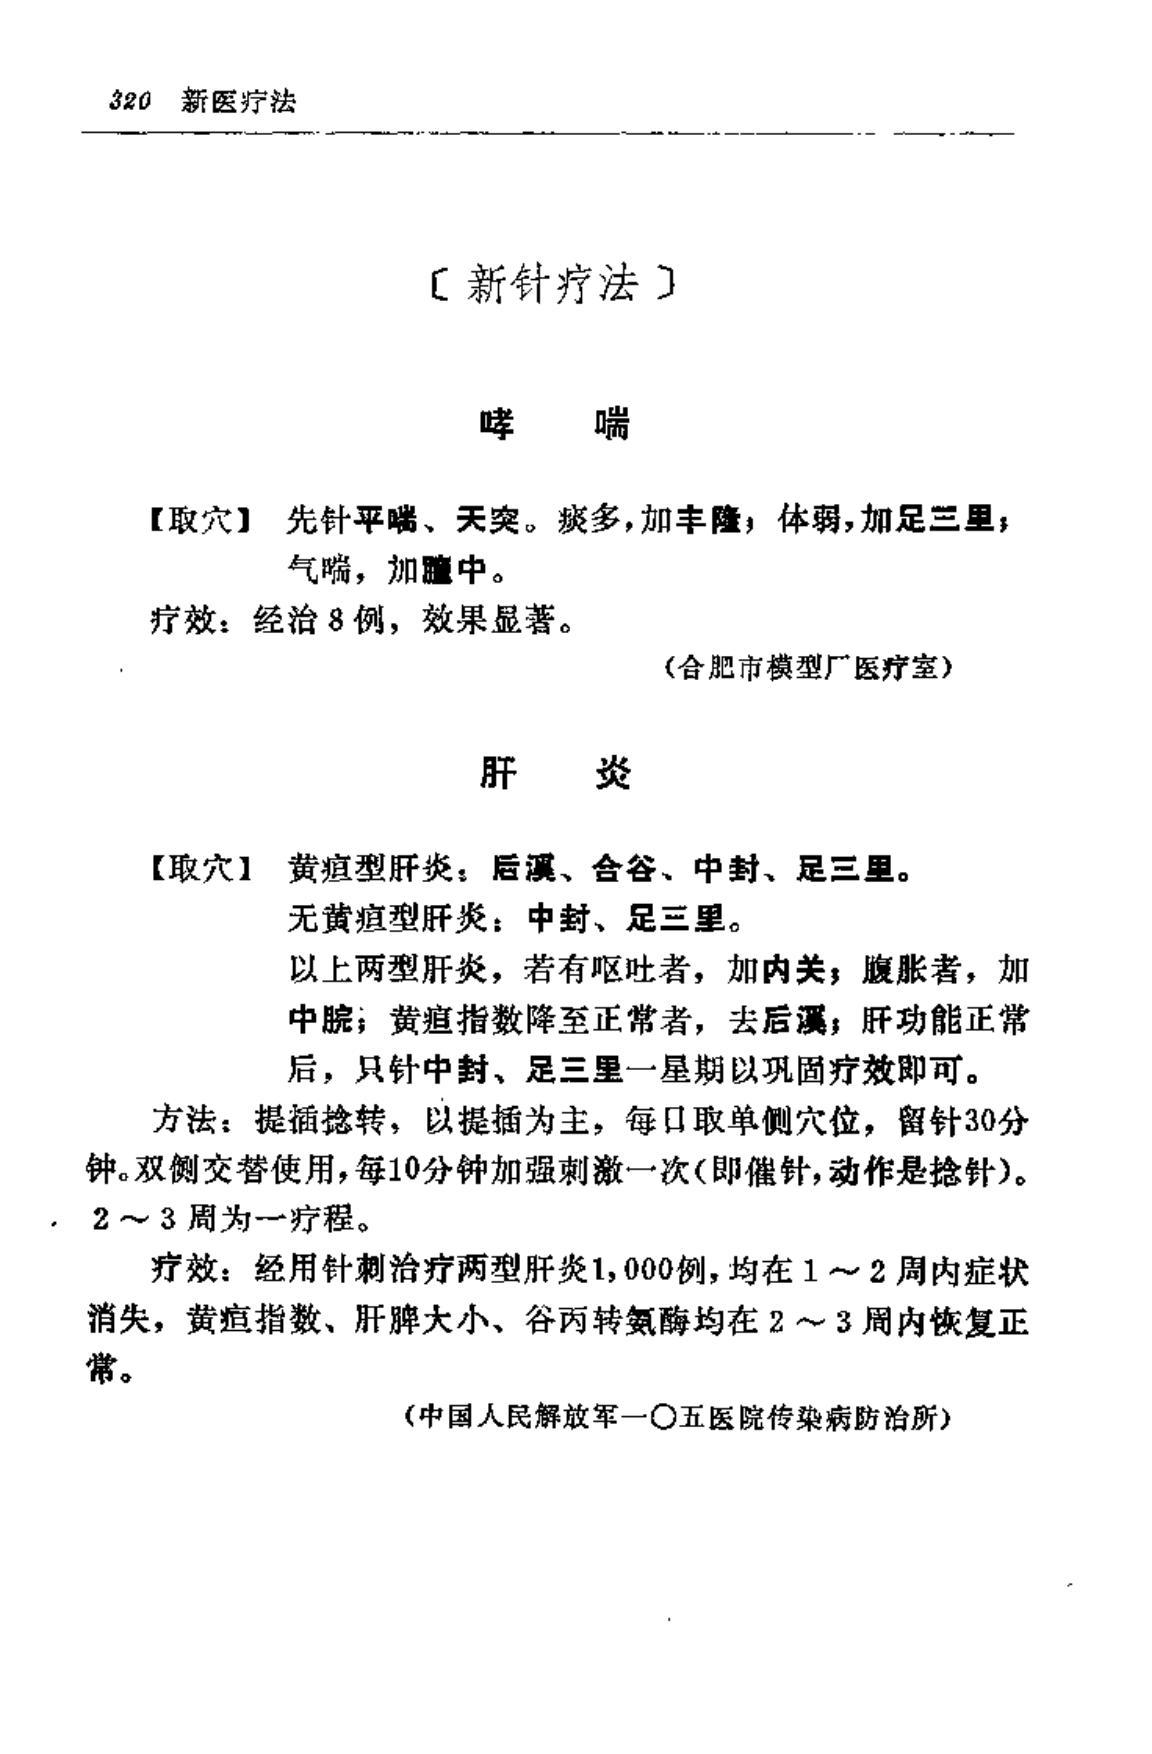 320 新医疗法
〔新针疗法〕
哮 喘
【取穴】 先针平喘、天突。痰多，加丰隆；体弱，加足三里；
气喘，加膻中。
疗效：经治8例，效果显著。
（合肥市模型厂医疗室）
肝 炎
【取穴】 黄疸型肝炎：后溪、合谷、中封、足三里。
无黄疸型肝炎：中封、足三里。
以上两型肝炎，若有呕吐者，加内关；腹胀者，加
中脘；黄疸指数降至正常者，去后溪；肝功能正常
后，只针中封、足三里一星期以巩固疗效即可。
方法：提插捻转，以提插为主，每日取单侧穴位，留针30分
钟。双侧交替使用，每10分钟加强刺激一次（即催针，动作是捻针）。
2～3周为一疗程。
疗效：经用针刺治疗两型肝炎1,000例，均在1～2周内症状
消失，黄疸指数、肝脾大小、谷丙转氨酶均在2～3周内恢复正
常。
（中国人民解放军一〇五医院传染病防治所）